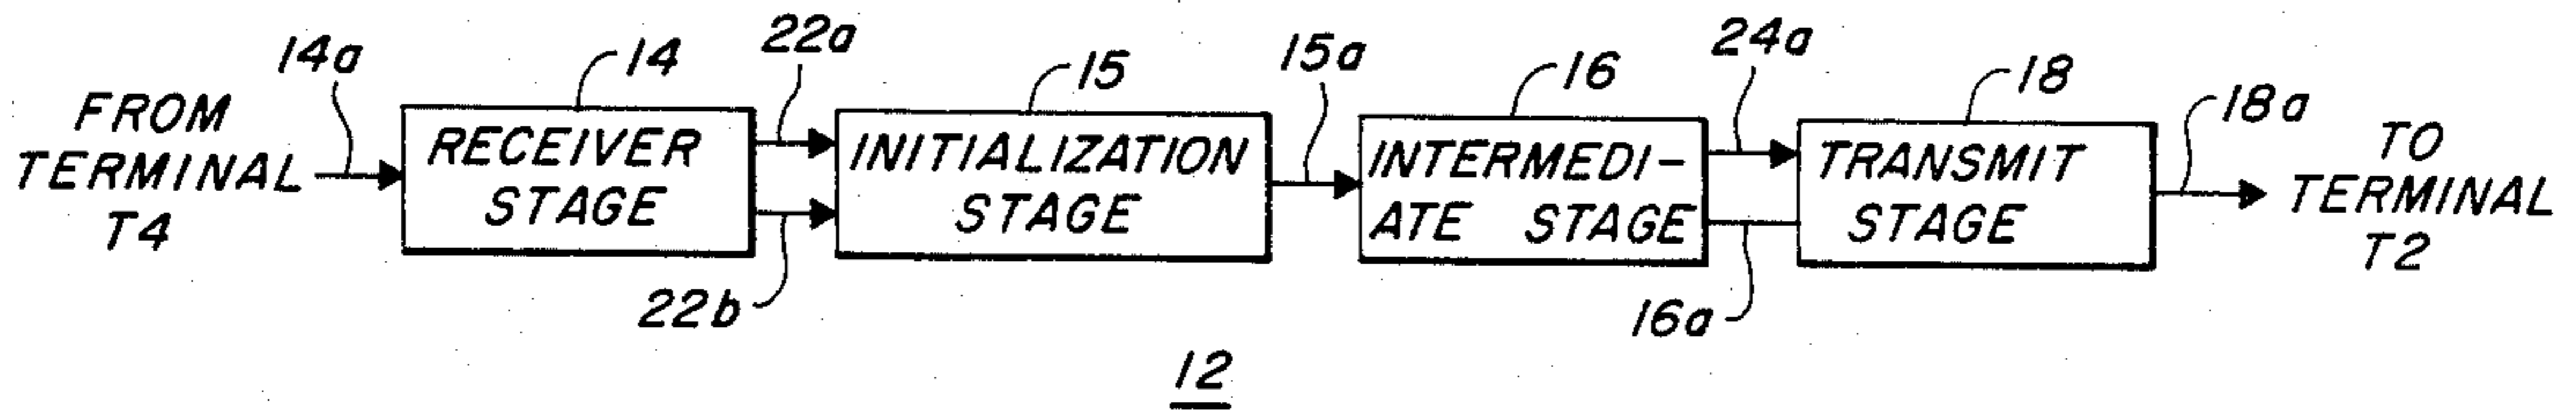 FROM
TERMINAL
T4
14a
RECEIVER
STAGE
14
22a
22b
INITIALIZATION
STAGE
15
15a
INTERMEDI-
ATE STAGE
16
24a
16a
TRANSMIT
STAGE
18
18a
TO
TERMINAL
T2
12